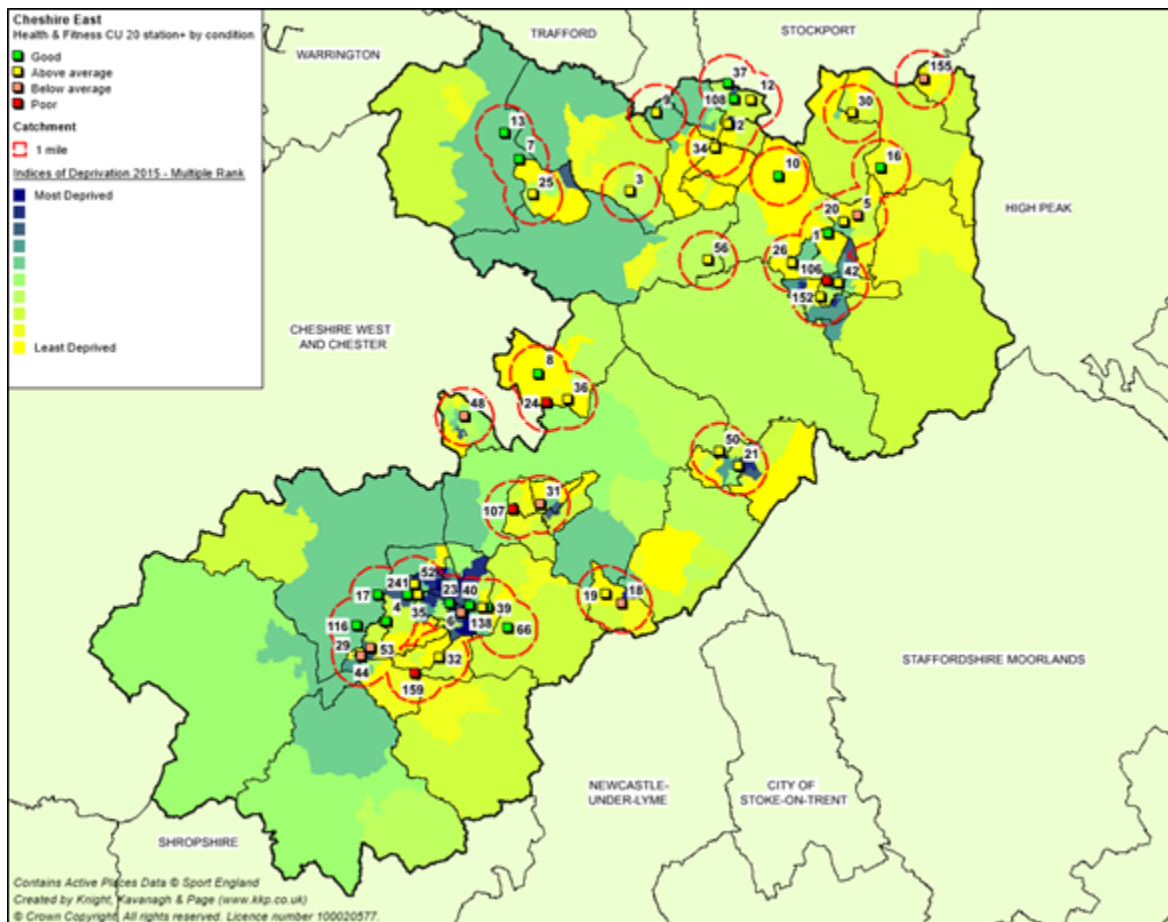 Cheshire East
Health & Fitness CU 20 station+ by condition
Good
Above average
Below average
Poor
Catchment
1 mile
Indices of Deprivation 2015 - Multiple Rank
Most Deprived
Least Deprived
WARRINGTON
TRAFFORD
STOCKPORT
HIGH PEAK
CHESHIRE WEST
AND CHESTER
STAFFORDSHIRE MOORLANDS
NEWCASTLE-
UNDER-LYME
CITY OF
STOKE-ON-TRENT
SHROPSHIRE
155
37
12
108
9
30
13
2
34
7
16
10
25
3
5
20
1
56
26
106
42
152
8
36
24
48
50
21
31
107
52
241
23
40
17
19
18
4
35
39
116
6
138
66
29
53
32
44
159
Contains Active Places Data © Sport England
Created by Knight, Kavanagh & Page (www.kkp.co.uk)
© Crown Copyright. All rights reserved. Licence number 100020577.